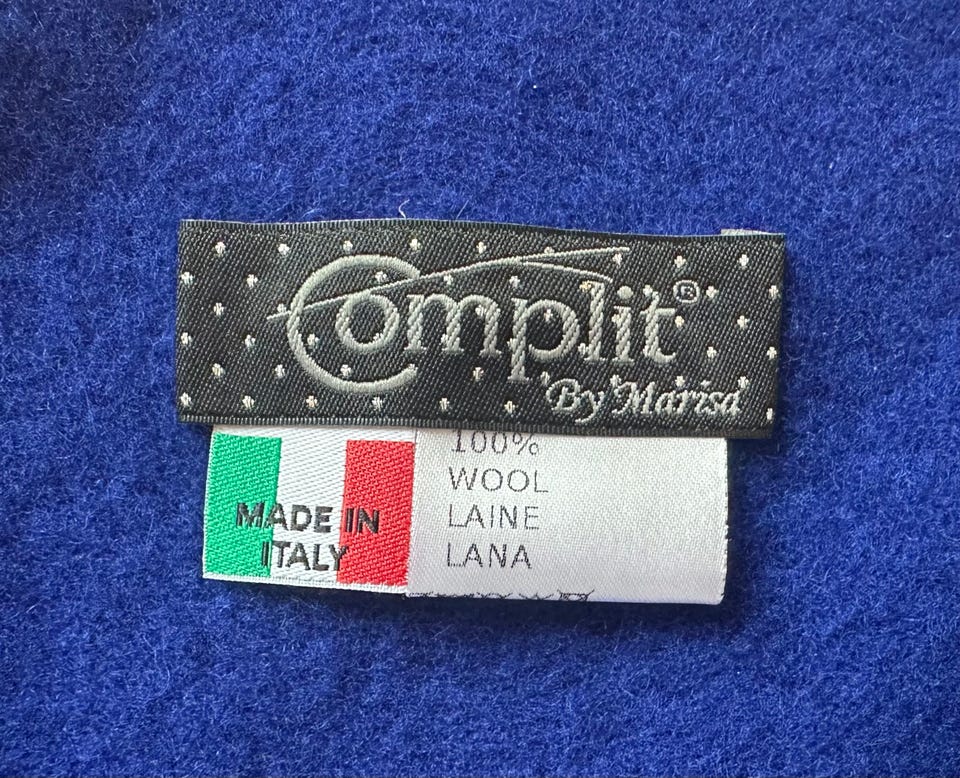 Complit®
By Marisa
MADE IN
ITALY
100%
WOOL
LAINE
LANA